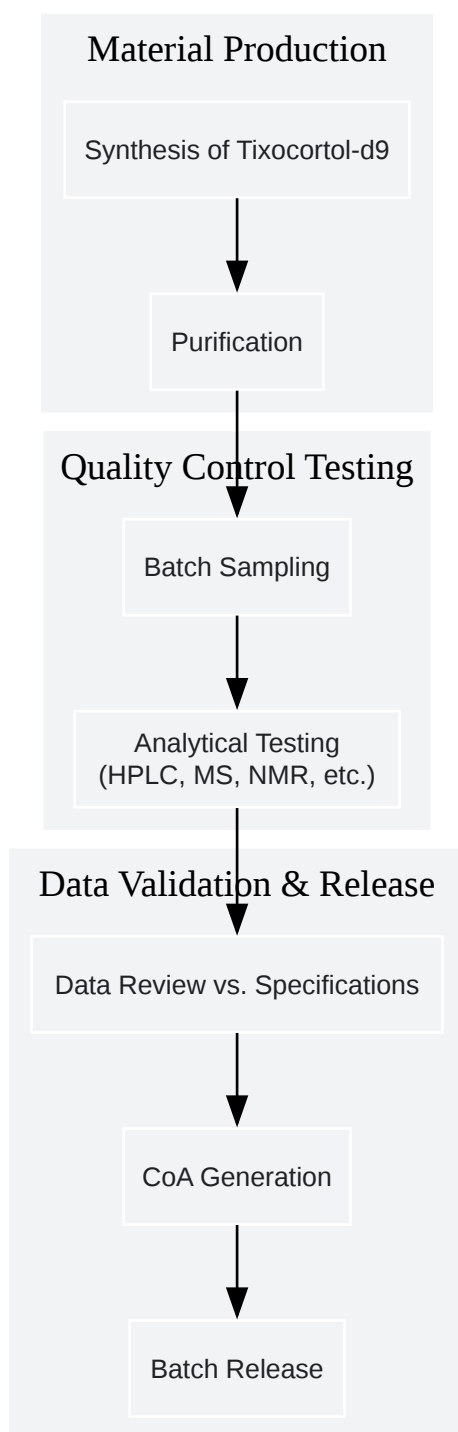 Material Production
Synthesis of Tixocortol-d9
Purification
Quality Control Testing
Batch Sampling
Analytical Testing
(HPLC, MS, NMR, etc.)
Data Validation & Release
Data Review vs. Specifications
CoA Generation
Batch Release